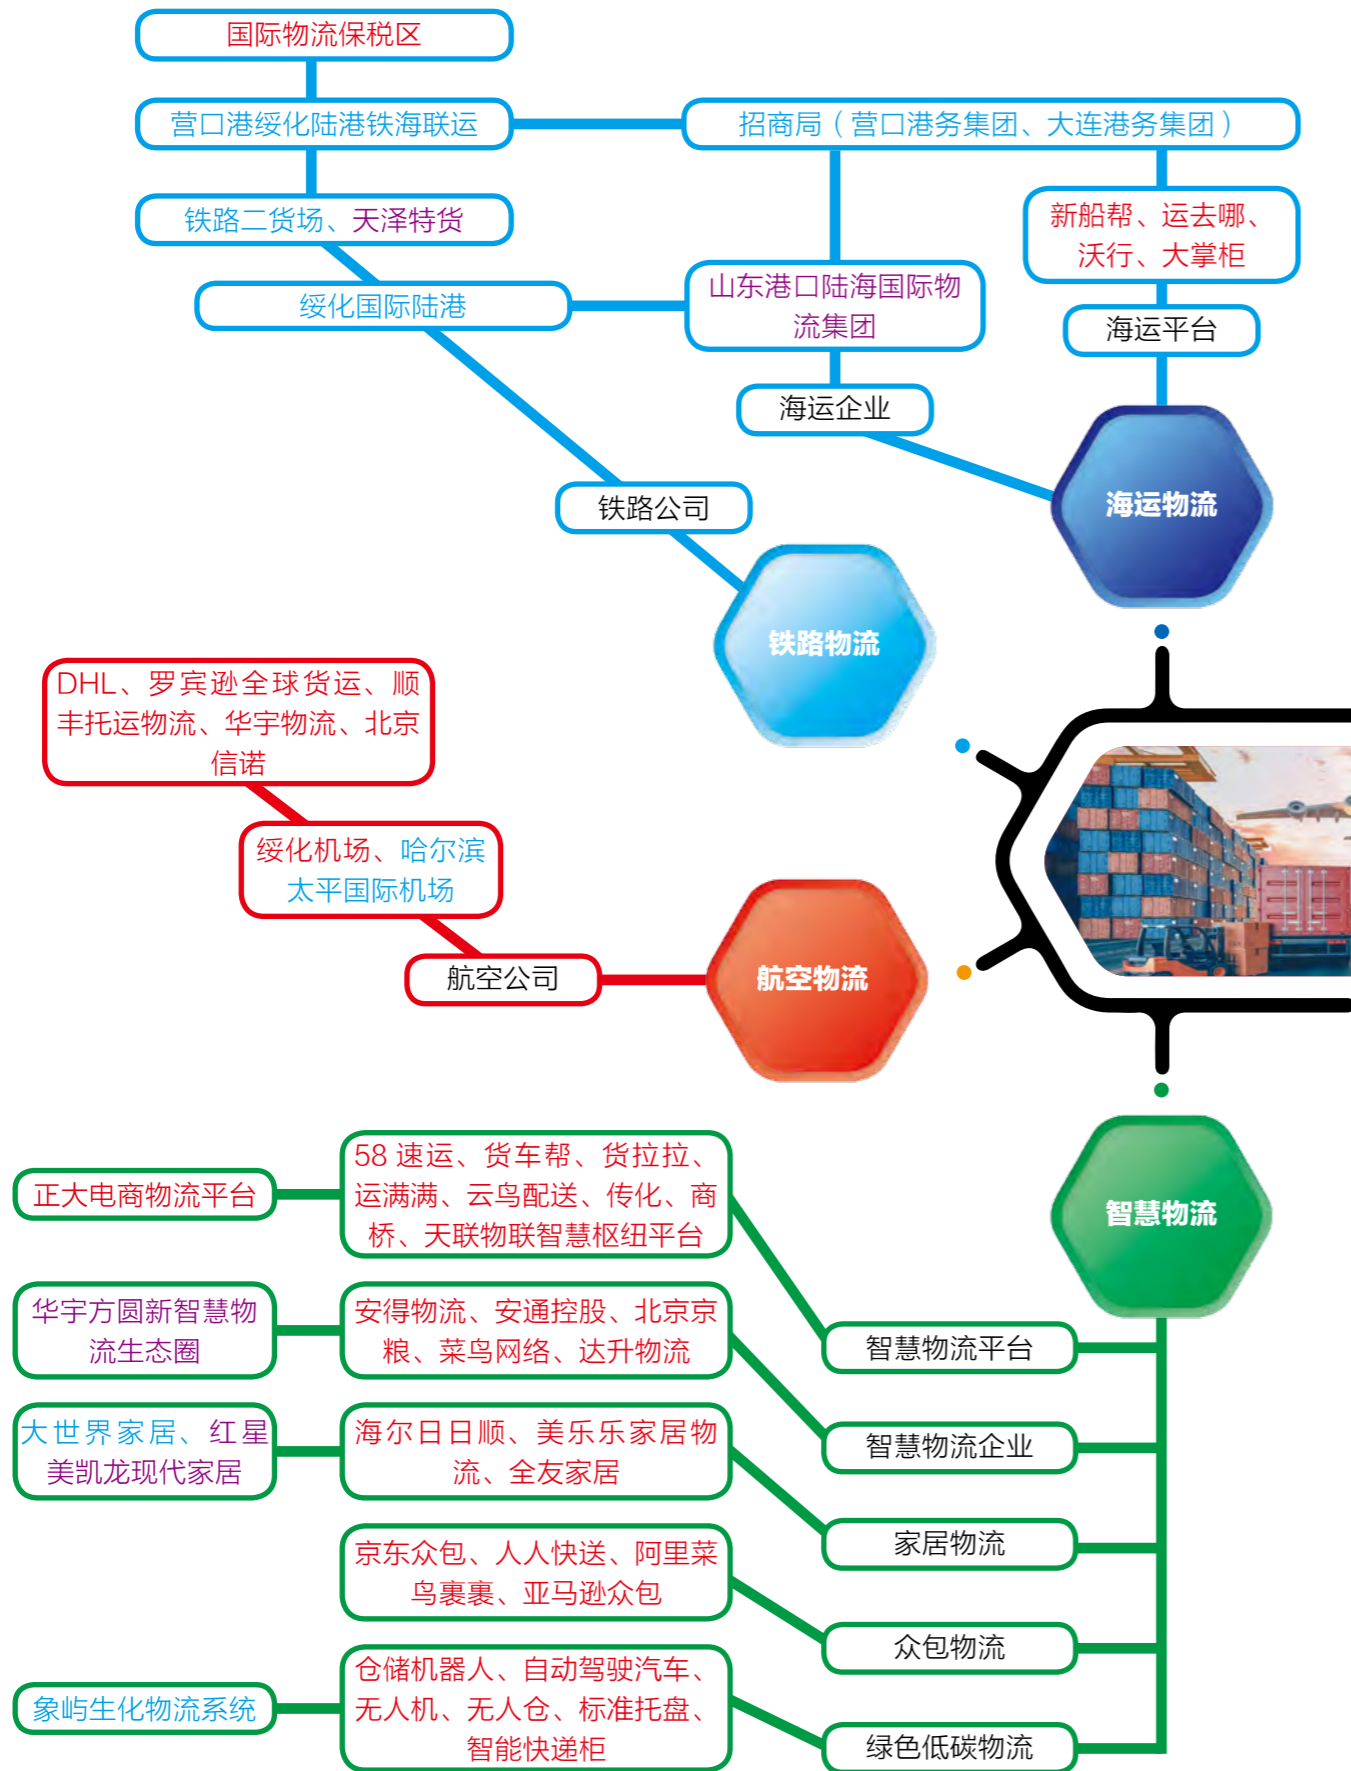 国际物流保税区
营口港绥化陆港铁海联运
招商局（营口港务集团、大连港务集团）
铁路二货场、天泽特货
新船帮、运去哪、
沃行、大掌柜
绥化国际陆港
山东港口陆海国际物
流集团
海运平台
海运企业
铁路公司
海运物流
铁路物流
DHL、罗宾逊全球货运、顺
丰托运物流、华宇物流、北京
信诺
绥化机场、哈尔滨
太平国际机场
航空公司
航空物流
智慧物流
正大电商物流平台
58 速运、货车帮、货拉拉、
运满满、云鸟配送、传化、商
桥、天联物联智慧枢纽平台
智慧物流平台
华宇方圆新智慧物
流生态圈
安得物流、安通控股、北京京
粮、菜鸟网络、达升物流
智慧物流企业
大世界家居、红星
美凯龙现代家居
海尔日日顺、美乐乐家居物
流、全友家居
家居物流
京东众包、人人快送、阿里菜
鸟裹裹、亚马逊众包
众包物流
象屿生化物流系统
仓储机器人、自动驾驶汽车、
无人机、无人仓、标准托盘、
智能快递柜
绿色低碳物流